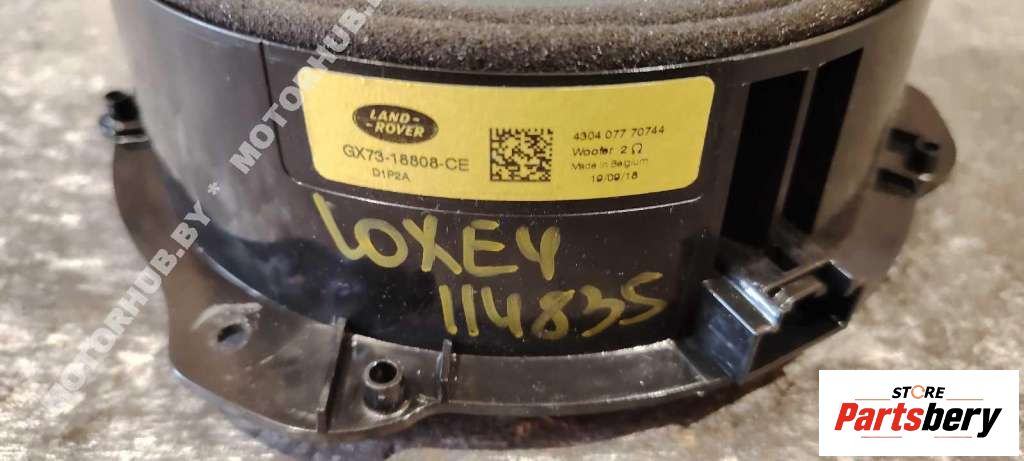 MOTORHUB.BY * MOTORHUB.BY
LAND
-ROVER-
GX73-18808-CE
D1P2A
4304 077 70744
Woofer 2 Ω
Made in Belgium
19/09/18
LOXE4
114835
STORE
Partsbery